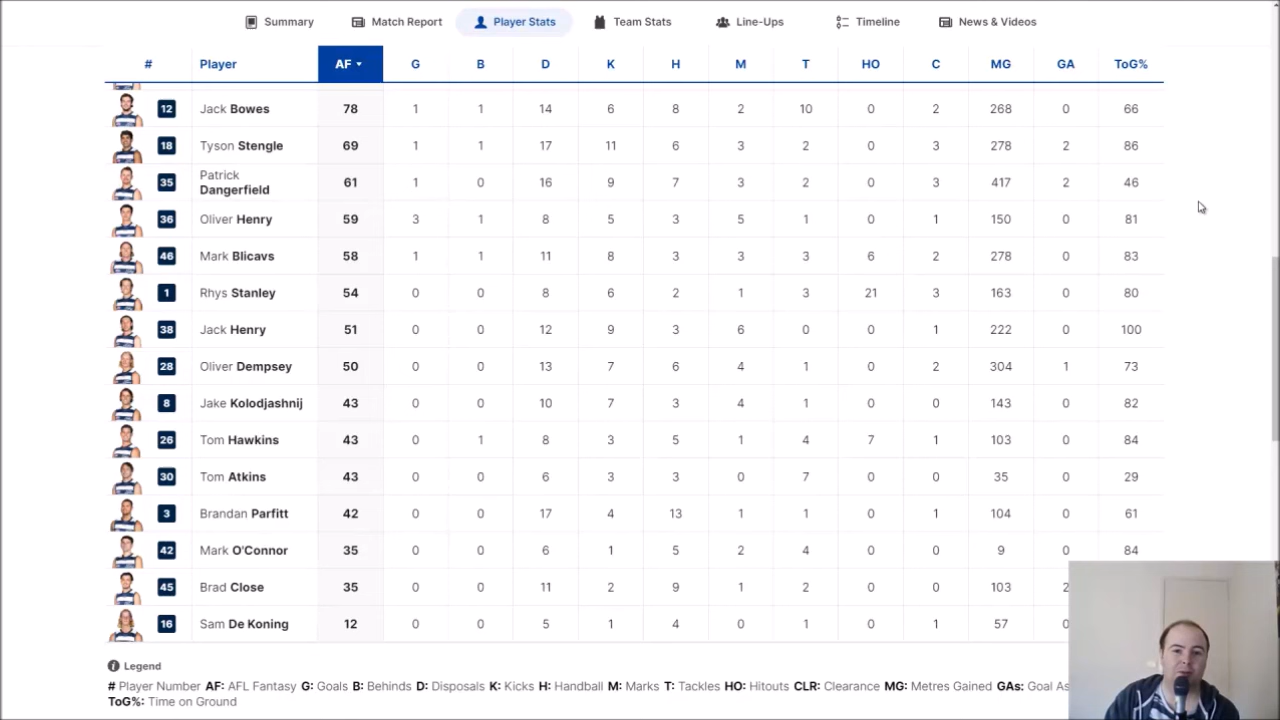 Summary Match Report Player Stats Team Stats Line-Ups Timeline News & Videos
# Player AF G B D K H M T HO C MG GA ToG%
12 Jack Bowes 78 1 1 14 6 8 2 10 0 2 268 0 66
18 Tyson Stengle 69 1 1 17 11 6 3 2 0 3 278 2 86
35 Patrick Dangerfield 61 1 0 16 9 7 3 2 0 3 417 2 46
36 Oliver Henry 59 3 1 8 5 3 5 1 0 1 150 0 81
46 Mark Blicavs 58 1 1 11 8 3 3 3 6 2 278 0 83
1 Rhys Stanley 54 0 0 8 6 2 1 3 21 3 163 0 80
38 Jack Henry 51 0 0 12 9 3 6 0 0 1 222 0 100
28 Oliver Dempsey 50 0 0 13 7 6 4 1 0 2 304 1 73
8 Jake Kolodjashnij 43 0 0 10 7 3 4 1 0 0 143 0 82
26 Tom Hawkins 43 0 1 8 3 5 1 4 7 1 103 0 84
30 Tom Atkins 43 0 0 6 3 3 0 7 0 0 35 0 29
3 Brandan Parfitt 42 0 0 17 4 13 1 1 0 1 104 0 61
42 Mark O'Connor 35 0 0 6 1 5 2 4 0 0 9 0 84
45 Brad Close 35 0 0 11 2 9 1 2 0 0 103 2
16 Sam De Koning 12 0 0 5 1 4 0 1 0 1 57 0
i Legend
# Player Number AF: AFL Fantasy G: Goals B: Behinds D: Disposals K: Kicks H: Handball M: Marks T: Tackles HO: Hitouts CLR: Clearance MG: Metres Gained GAs: Goal As
ToG%: Time on Ground